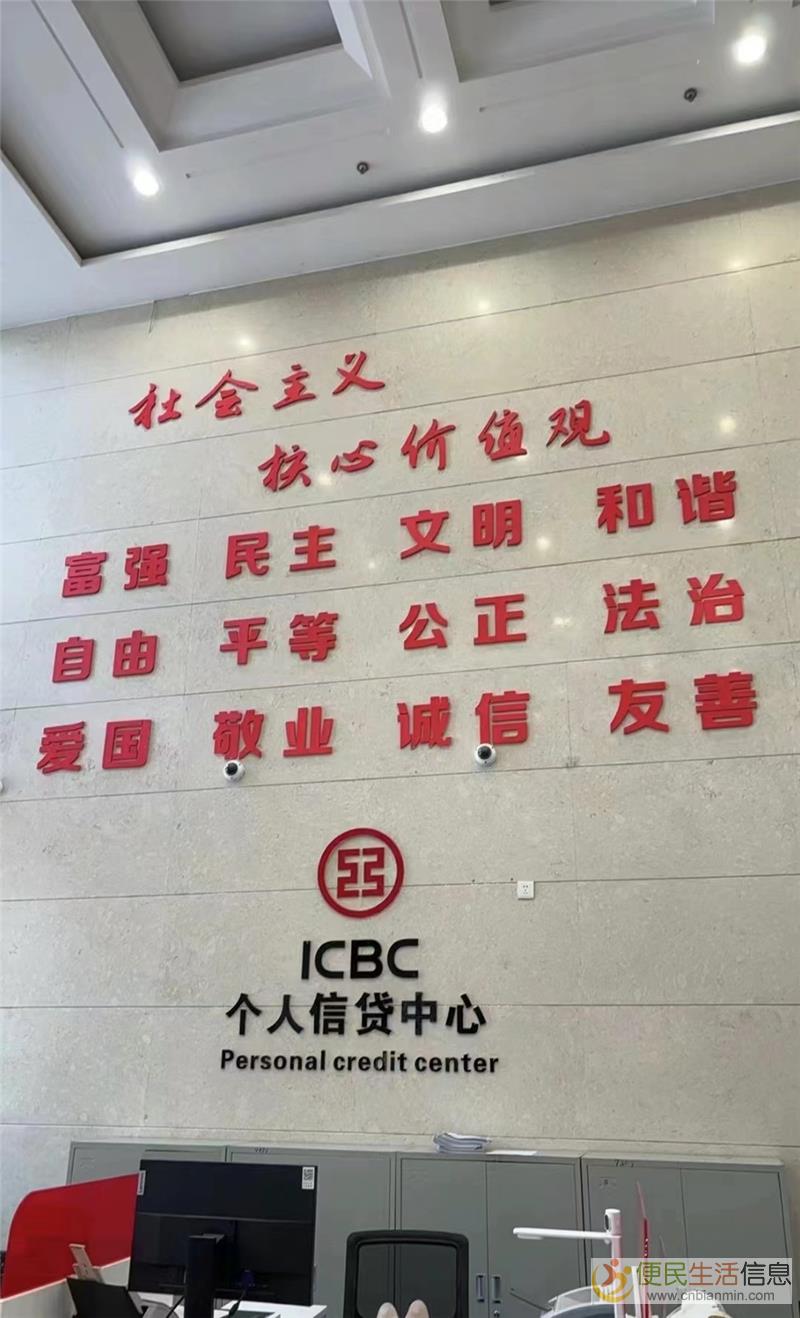 社会主义
核心价值观
富强 民主 文明 和谐
自由 平等 公正 法治
爱国 敬业 诚信 友善
ICBC
个人信贷中心
Personal credit center
便民生活信息
www.cnbianmin.com